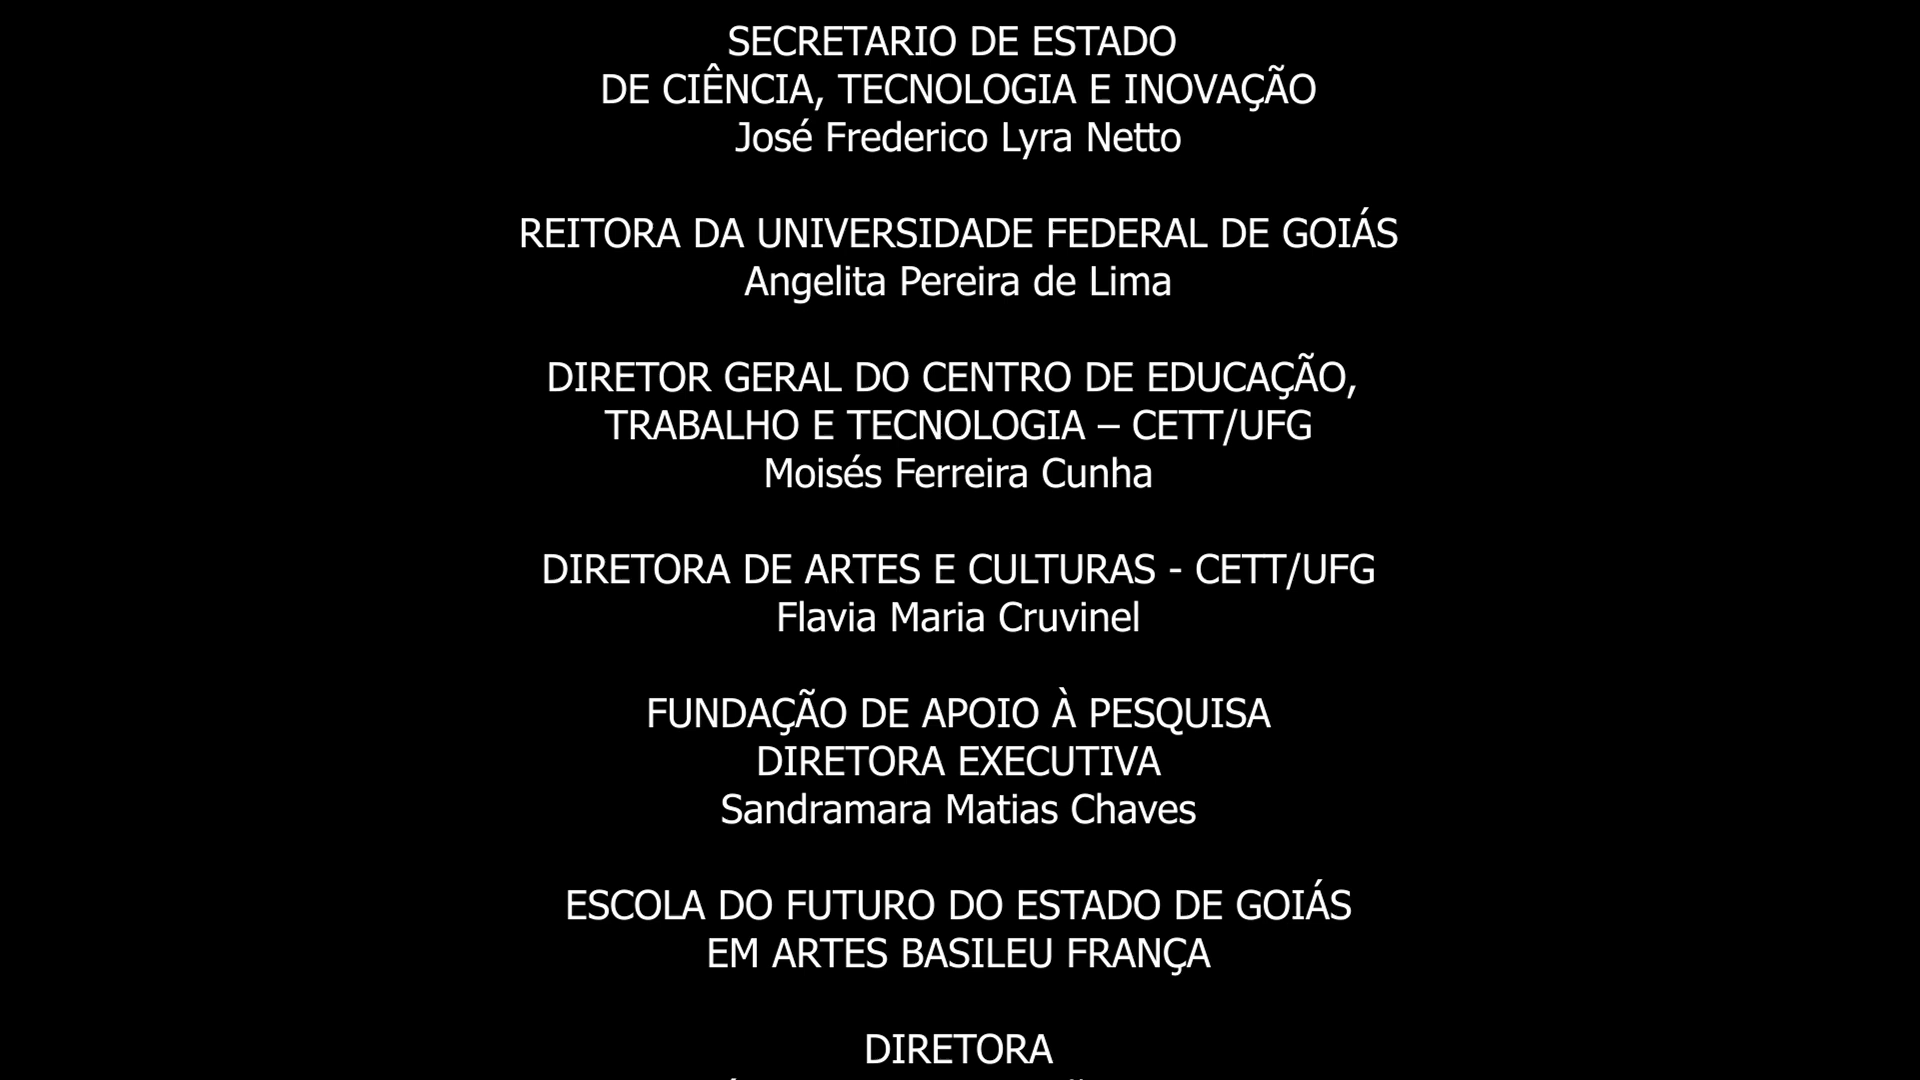 SECRETARIO DE ESTADO
DE CIÊNCIA, TECNOLOGIA E INOVAÇÃO
José Frederico Lyra Netto
REITORA DA UNIVERSIDADE FEDERAL DE GOIÁS
Angelita Pereira de Lima
DIRETOR GERAL DO CENTRO DE EDUCAÇÃO,
TRABALHO E TECNOLOGIA – CETT/UFG
Moisés Ferreira Cunha
DIRETORA DE ARTES E CULTURAS - CETT/UFG
Flavia Maria Cruvinel
FUNDAÇÃO DE APOIO À PESQUISA
DIRETORA EXECUTIVA
Sandramara Matias Chaves
ESCOLA DO FUTURO DO ESTADO DE GOIÁS
EM ARTES BASILEU FRANÇA
DIRETORA